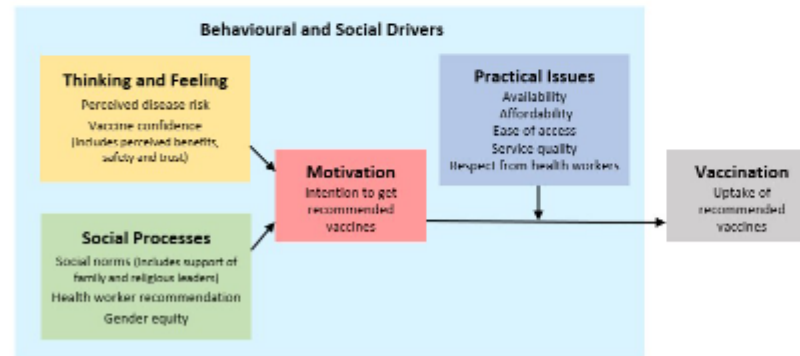 Behavioural and Social Drivers
Thinking and Feeling
Perceived disease risk
Vaccine confidence
(includes perceived benefits,
safety and trust)
Social Processes
Social norms (includes support of
family and religious leaders)
Health worker recommendation
Gender equity
Motivation
Intention to get
recommended
vaccines
Practical Issues
Availability
Affordability
Ease of access
Service quality
Respect from health workers
Vaccination
Uptake of
recommended
vaccines